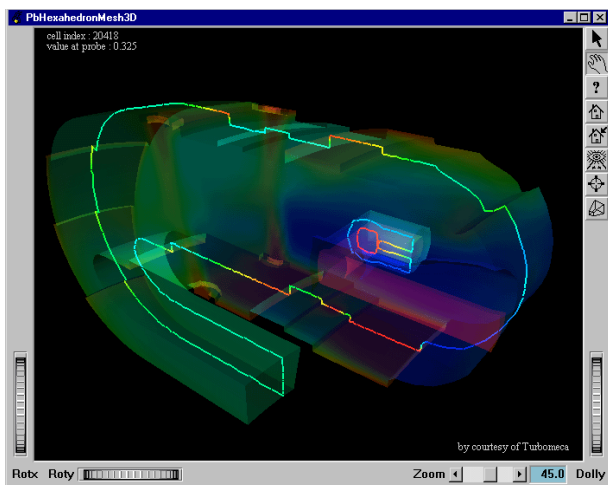 PbHexahedronMesh3D
cell index : 20418
value at probe : 0.325
?
by courtesy of Turbomeca
Rotx Roty Zoom 45.0 Dolly